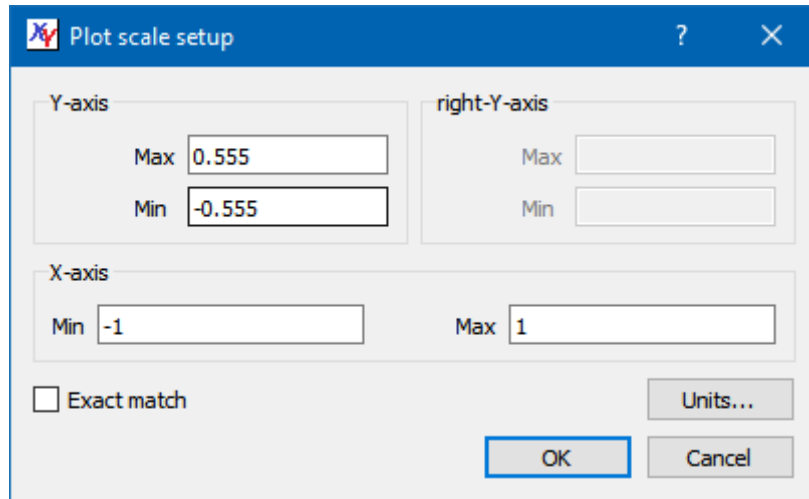 XY Plot scale setup ? ×
Y-axis
Max 0.555
Min -0.555
right-Y-axis
Max
Min
X-axis
Min -1 Max 1
Exact match Units...
OK Cancel